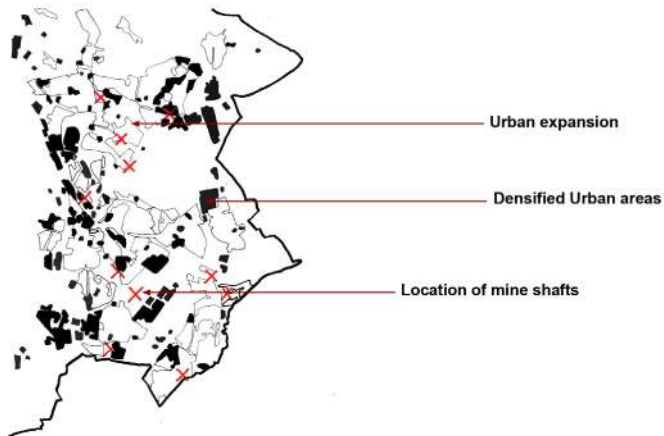 Urban expansion
Densified Urban areas
Location of mine shafts